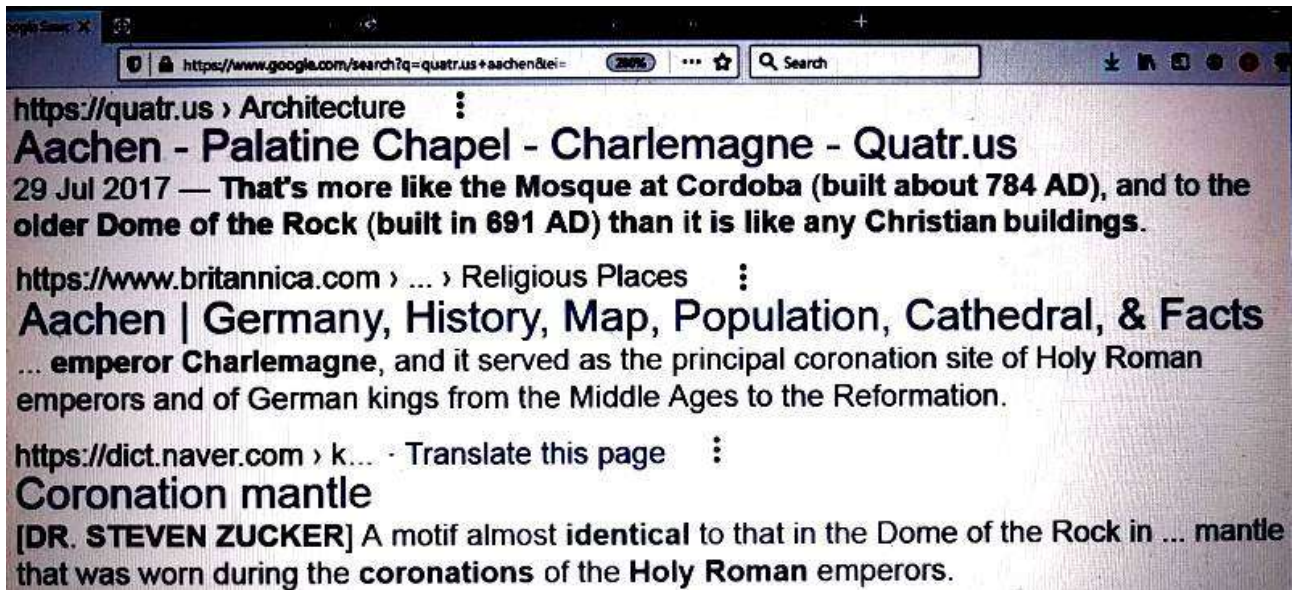 https://www.google.com/search?q=quatr.us+aachen&tei=
Search
https://quatr.us › Architecture
Aachen - Palatine Chapel - Charlemagne - Quatr.us
29 Jul 2017 — That's more like the Mosque at Cordoba (built about 784 AD), and to the
older Dome of the Rock (built in 691 AD) than it is like any Christian buildings.
https://www.britannica.com › ... › Religious Places
Aachen | Germany, History, Map, Population, Cathedral, & Facts
... emperor Charlemagne, and it served as the principal coronation site of Holy Roman
emperors and of German kings from the Middle Ages to the Reformation.
https://dict.naver.com › k... · Translate this page
Coronation mantle
[DR. STEVEN ZUCKER] A motif almost identical to that in the Dome of the Rock in ... mantle
that was worn during the coronations of the Holy Roman emperors.